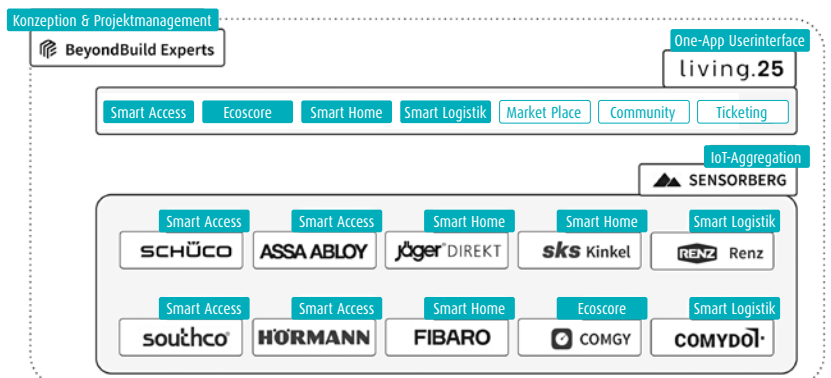 Konzeption & Projektmanagement
BeyondBuild Experts
One-App Userinterface
living.25
Smart Access Ecoscore Smart Home Smart Logistik Market Place Community Ticketing
IoT-Aggregation
SENSORBERG
Smart Access Smart Access Smart Home Smart Home Smart Logistik
SCHÜCO ASSA ABLOY jäger DIREKT sks Kinkel RENZ Renz
Smart Access Smart Access Smart Home Ecoscore Smart Logistik
southco HÖRMANN FIBARO COMGY COMYDO